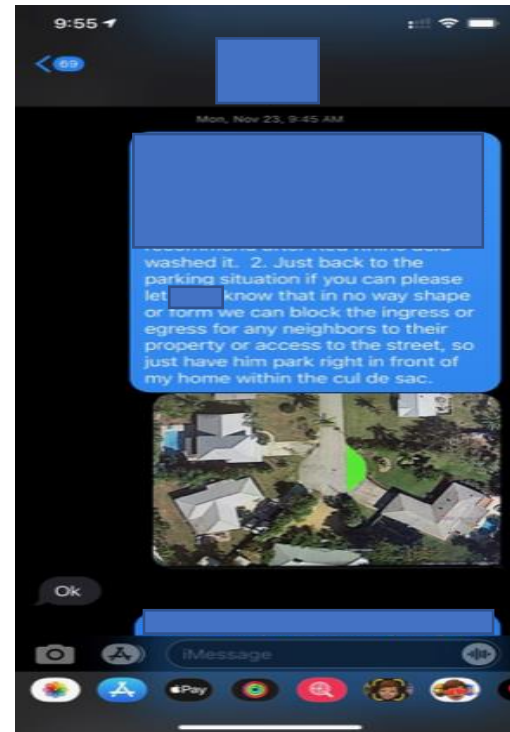 9:55
69
Mon, Nov 23, 9:45 AM
washed it. 2. Just back to the
parking situation if you can please
let know that in no way shape
or form we can block the ingress or
egress for any neighbors to their
property or access to the street, so
just have him park right in front of
my home within the cul de sac.
Ok
iMessage
Pay